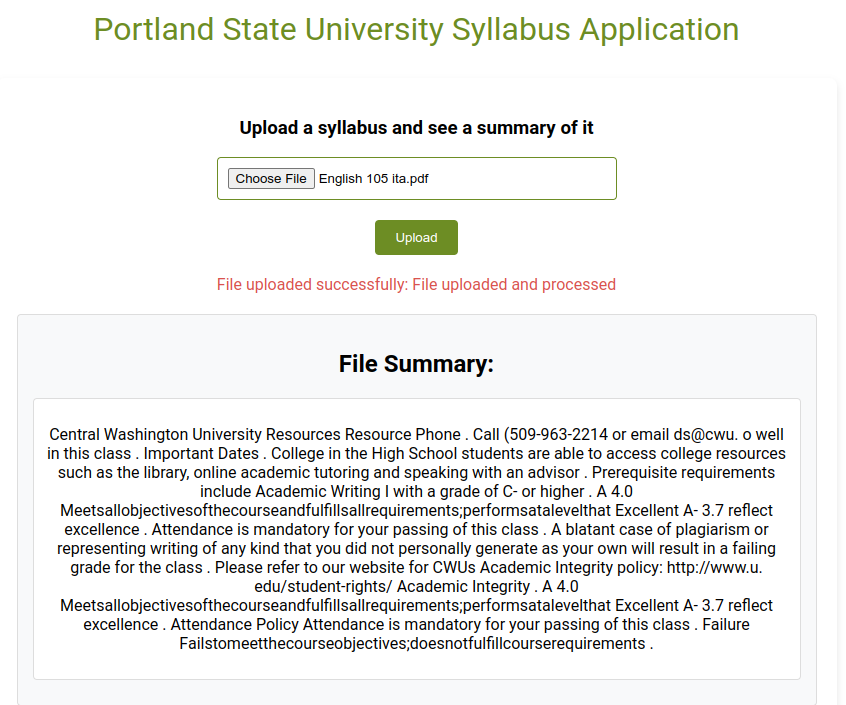 Portland State University Syllabus Application
Upload a syllabus and see a summary of it
Choose File English 105 ita.pdf
Upload
File uploaded successfully: File uploaded and processed
File Summary:
Central Washington University Resources Resource Phone . Call (509-963-2214 or email ds@cwu. o well
in this class . Important Dates . College in the High School students are able to access college resources
such as the library, online academic tutoring and speaking with an advisor . Prerequisite requirements
include Academic Writing I with a grade of C- or higher . A 4.0
Meetsallobjectivesofthecourseandfulfillsallrequirements;performsatalevelthat Excellent A- 3.7 reflect
excellence . Attendance is mandatory for your passing of this class . A blatant case of plagiarism or
representing writing of any kind that you did not personally generate as your own will result in a failing
grade for the class . Please refer to our website for CWUs Academic Integrity policy: http://www.u.
edu/student-rights/ Academic Integrity . A 4.0
Meetsallobjectivesofthecourseandfulfillsallrequirements;performsatalevelthat Excellent A- 3.7 reflect
excellence . Attendance Policy Attendance is mandatory for your passing of this class . Failure
Failstomeetthecourseobjectives;doesnotfulfillcourserequirements .